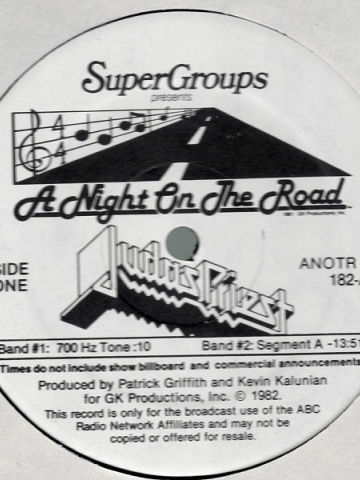 SuperGroups
presents
4
4
A Night On The Road
1981 GK Productions, Inc.
Judas Priest
SIDE
ONE
ANOTR
182-
Band #1: 700 Hz Tone :10 Band #2: Segment A -13:51
Times do not include show billboard and commercial announcements
Produced by Patrick Griffith and Kevin Kalunian
for GK Productions, Inc. © 1982.
This record is only for the broadcast use of the ABC
Radio Network Affiliates and may not be
copied or offered for resale.